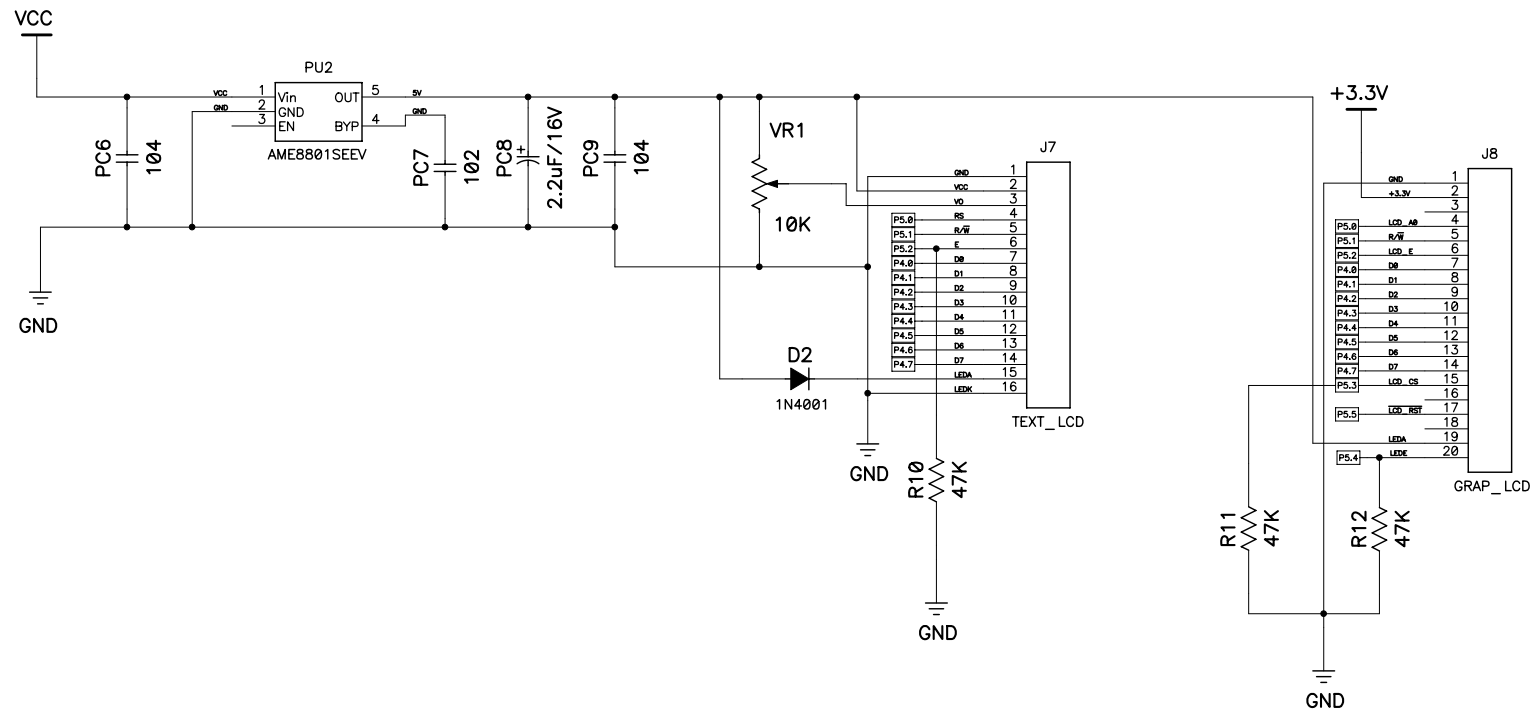 VCC
PU2
VCC 1 Vin OUT 5 5V
GND 2 GND GND
3 EN BYP 4
AME8801SEEV
PC6 104
PC7 102
PC8 + 2.2uF/16V
PC9 104
GND
VR1
10K
D2
1N4001
J7
GND 1
VCC 2
VO 3
P5.0 RS 4
P5.1 R/W̅ 5
P5.2 E 6
P4.0 D0 7
P4.1 D1 8
P4.2 D2 9
P4.3 D3 10
P4.4 D4 11
P4.5 D5 12
P4.6 D6 13
P4.7 D7 14
LEDA 15
LEDK 16
TEXT_LCD
GND
R10 47K
GND
+3.3V
J8
GND 1
+3.3V 2
3
P5.0 LCD_A0 4
P5.1 R/W̅ 5
P5.2 LCD_E 6
P4.0 D0 7
P4.1 D1 8
P4.2 D2 9
P4.3 D3 10
P4.4 D4 11
P4.5 D5 12
P4.6 D6 13
P4.7 D7 14
P5.3 LCD_CS 15
16
P5.5 L̅C̅D̅_̅R̅S̅T̅ 17
18
LEDA 19
P5.4 LEDE 20
GRAP_LCD
R11 47K
R12 47K
GND